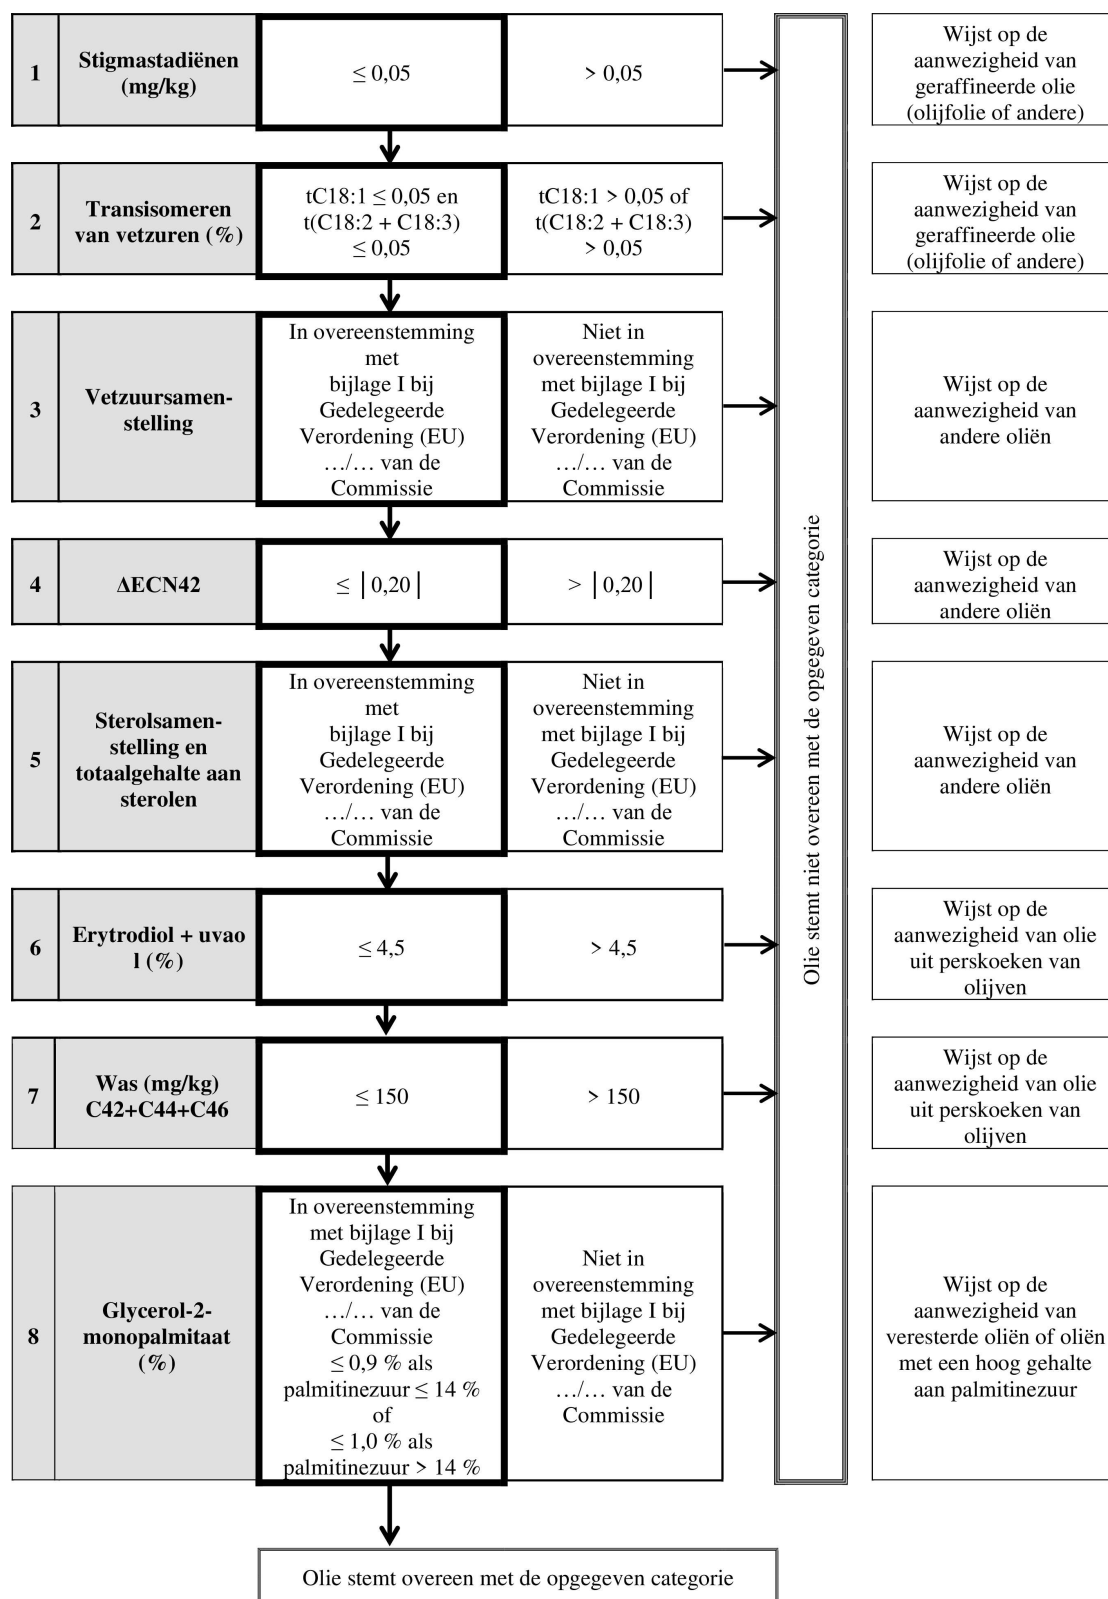 1
Stigmastadiënen
(mg/kg)
≤ 0,05
> 0,05
Wijst op de
aanwezigheid van
geraffineerde olie
(olijfolie of andere)
2
Transisomeren
van vetzuren (%)
tC18:1 ≤ 0,05 en
t(C18:2 + C18:3)
≤ 0,05
tC18:1 > 0,05 of
t(C18:2 + C18:3)
> 0,05
Wijst op de
aanwezigheid van
geraffineerde olie
(olijfolie of andere)
3
Vetzuursamen-
stelling
In overeenstemming
met
bijlage I bij
Gedelegeerde
Verordening (EU)
…/… van de
Commissie
Niet in
overeenstemming
met bijlage I bij
Gedelegeerde
Verordening (EU)
…/… van de
Commissie
Wijst op de
aanwezigheid van
andere oliën
4
ΔECN42
≤ |0,20|
> |0,20|
Wijst op de
aanwezigheid van
andere oliën
5
Sterolsamen-
stelling en
totaalgehalte aan
sterolen
In overeenstemming
met
bijlage I bij
Gedelegeerde
Verordening (EU)
…/… van de
Commissie
Niet in
overeenstemming
met bijlage I bij
Gedelegeerde
Verordening (EU)
…/… van de
Commissie
Wijst op de
aanwezigheid van
andere oliën
6
Erytrodiol + uvao
l (%)
≤ 4,5
> 4,5
Wijst op de
aanwezigheid van olie
uit perskoeken van
olijven
7
Was (mg/kg)
C42+C44+C46
≤ 150
> 150
Wijst op de
aanwezigheid van olie
uit perskoeken van
olijven
8
Glycerol-2-
monopalmitaat
(%)
In overeenstemming
met bijlage I bij
Gedelegeerde
Verordening (EU)
…/… van de
Commissie
≤ 0,9 % als
palmitinezuur ≤ 14 %
of
≤ 1,0 % als
palmitinezuur > 14 %
Niet in
overeenstemming
met bijlage I bij
Gedelegeerde
Verordening (EU)
…/… van de
Commissie
Wijst op de
aanwezigheid van
veresterde oliën of oliën
met een hoog gehalte
aan palmitinezuur
Olie stemt niet overeen met de opgegeven categorie
Olie stemt overeen met de opgegeven categorie